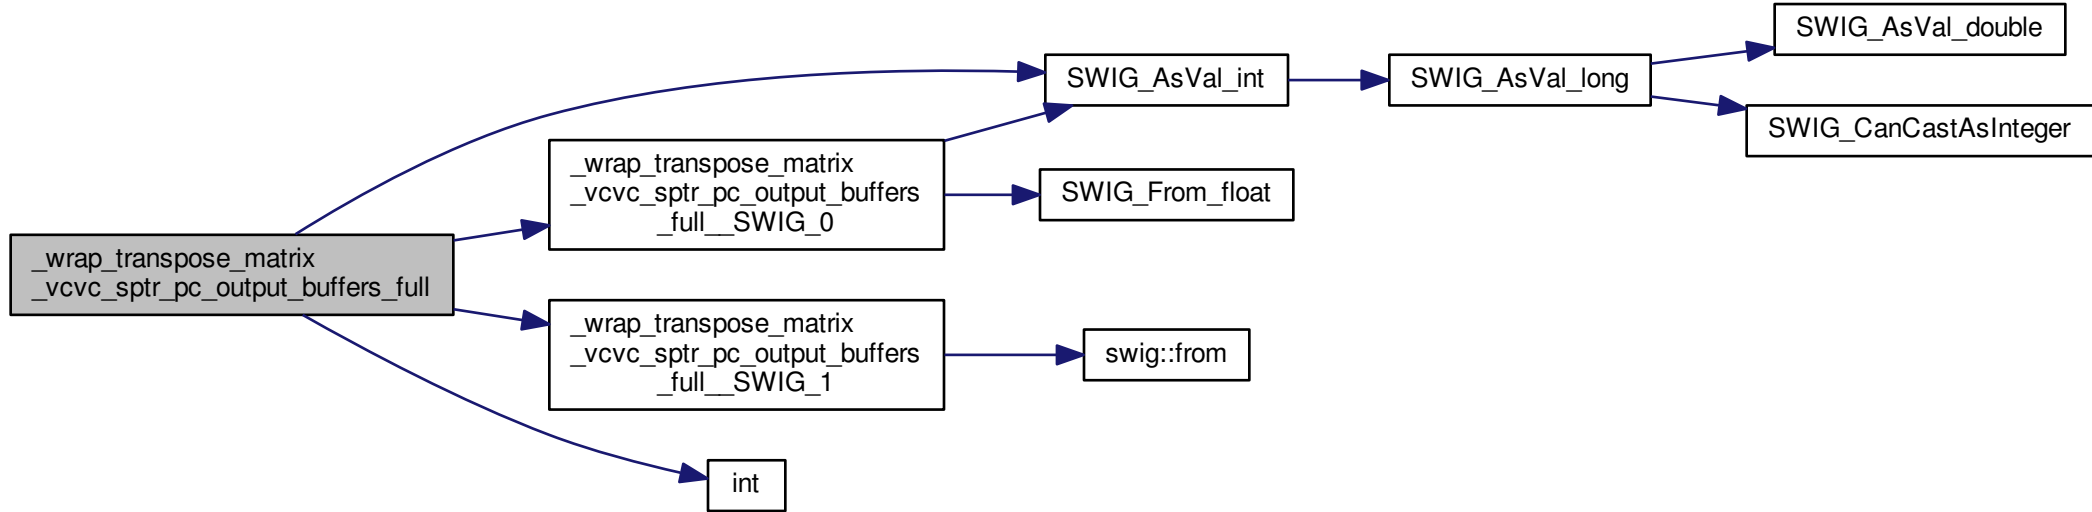 _wrap_transpose_matrix
_vcvc_sptr_pc_output_buffers_full
SWIG_AsVal_int
_wrap_transpose_matrix
_vcvc_sptr_pc_output_buffers
_full__SWIG_0
SWIG_From_float
_wrap_transpose_matrix
_vcvc_sptr_pc_output_buffers
_full__SWIG_1
swig::from
int
SWIG_AsVal_long
SWIG_AsVal_double
SWIG_CanCastAsInteger